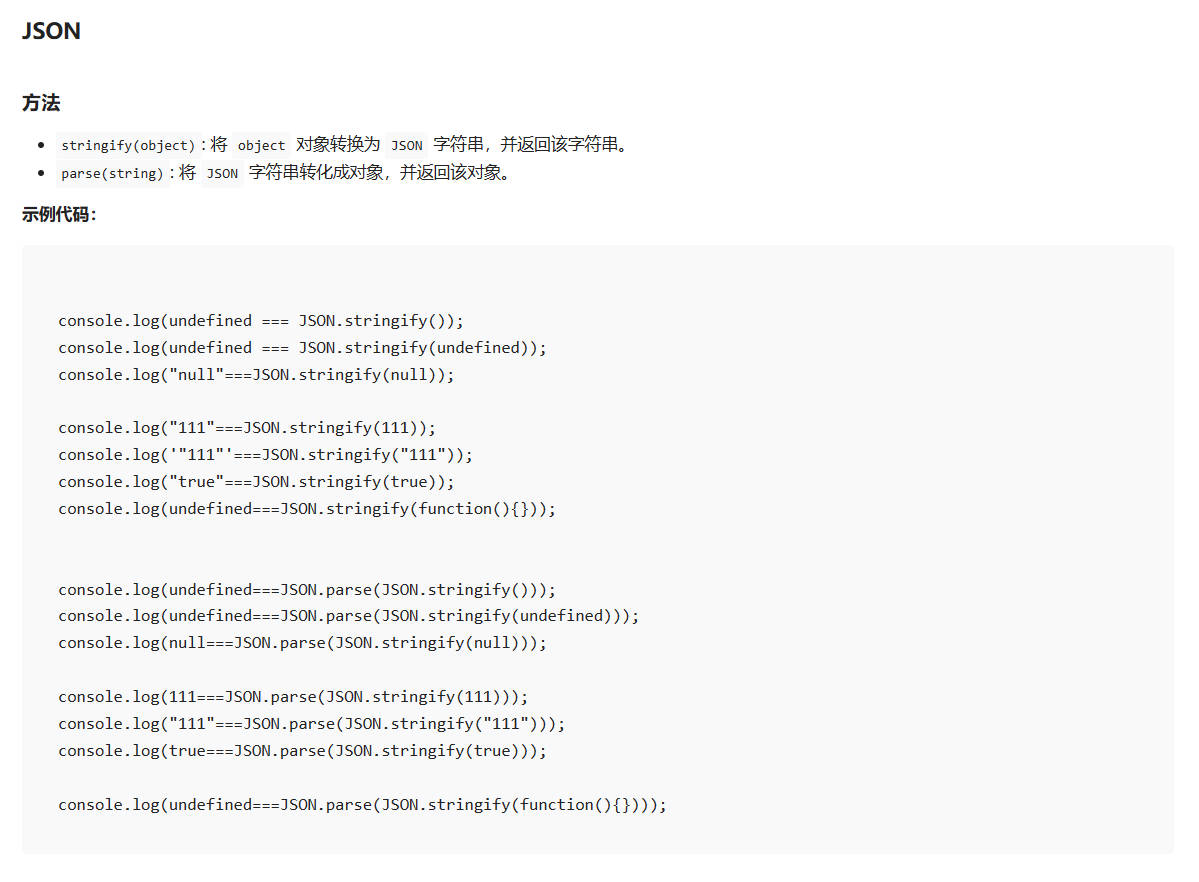 JSON
方法
stringify(object) : 将 object 对象转换为 JSON 字符串，并返回该字符串。
parse(string) : 将 JSON 字符串转化成对象，并返回该对象。
示例代码：
console.log(undefined === JSON.stringify());
console.log(undefined === JSON.stringify(undefined));
console.log("null"===JSON.stringify(null));
console.log("111"===JSON.stringify(111));
console.log('"111"'===JSON.stringify("111"));
console.log("true"===JSON.stringify(true));
console.log(undefined===JSON.stringify(function(){}));
console.log(undefined===JSON.parse(JSON.stringify()));
console.log(undefined===JSON.parse(JSON.stringify(undefined)));
console.log(null===JSON.parse(JSON.stringify(null)));
console.log(111===JSON.parse(JSON.stringify(111)));
console.log("111"===JSON.parse(JSON.stringify("111")));
console.log(true===JSON.parse(JSON.stringify(true)));
console.log(undefined===JSON.parse(JSON.stringify(function(){})));